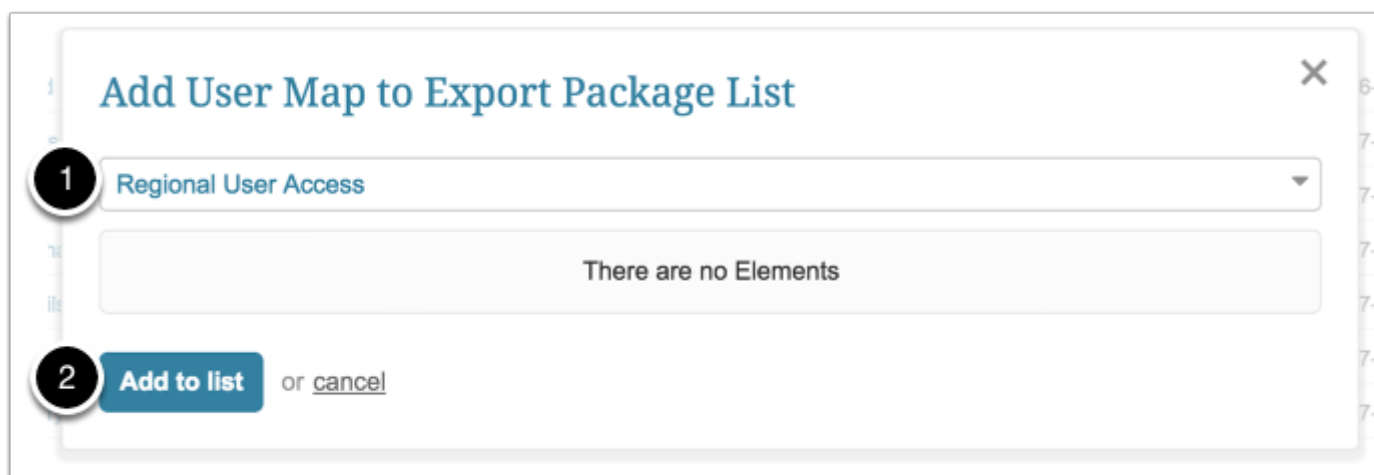 Add User Map to Export Package List
1
Regional User Access
There are no Elements
2
Add to list or cancel